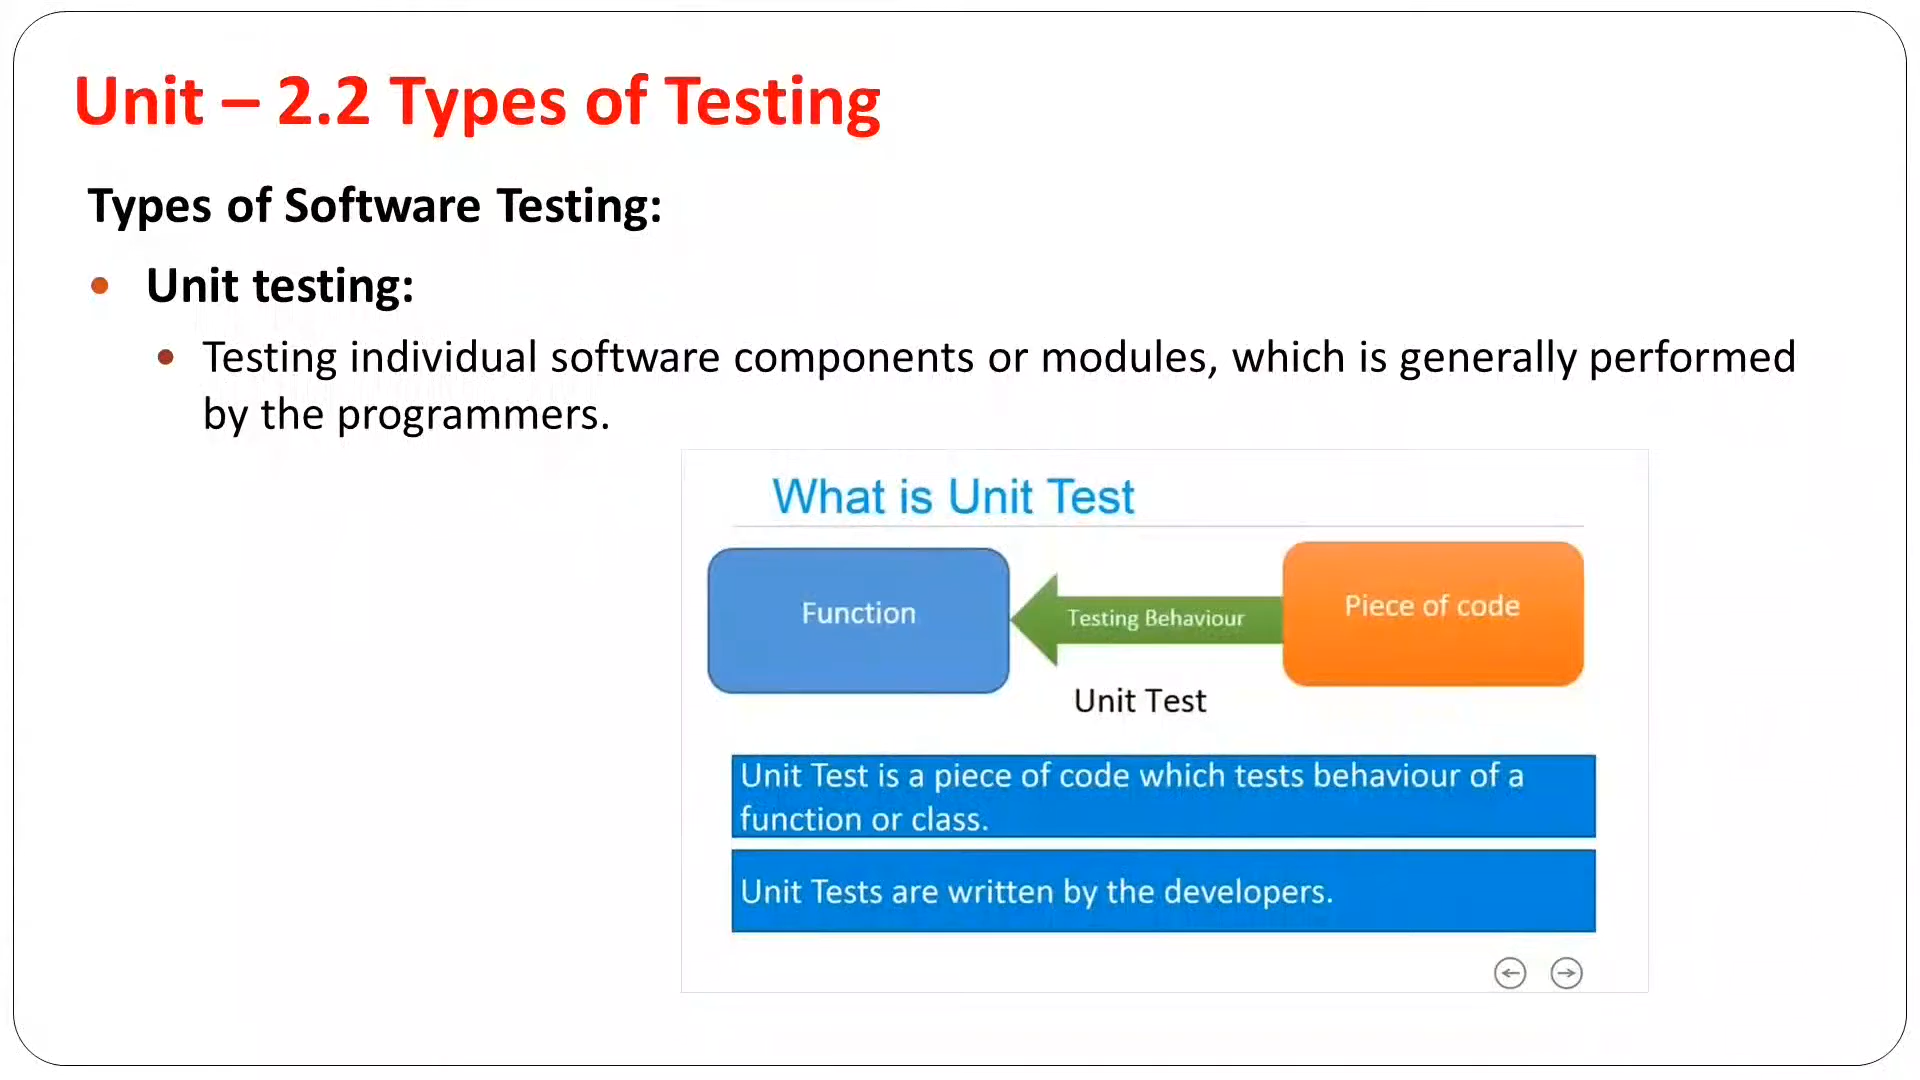 Unit – 2.2 Types of Testing
Types of Software Testing:
• Unit testing:
• Testing individual software components or modules, which is generally performed
by the programmers.
What is Unit Test
Function
Testing Behaviour
Piece of code
Unit Test
Unit Test is a piece of code which tests behaviour of a
function or class.
Unit Tests are written by the developers.